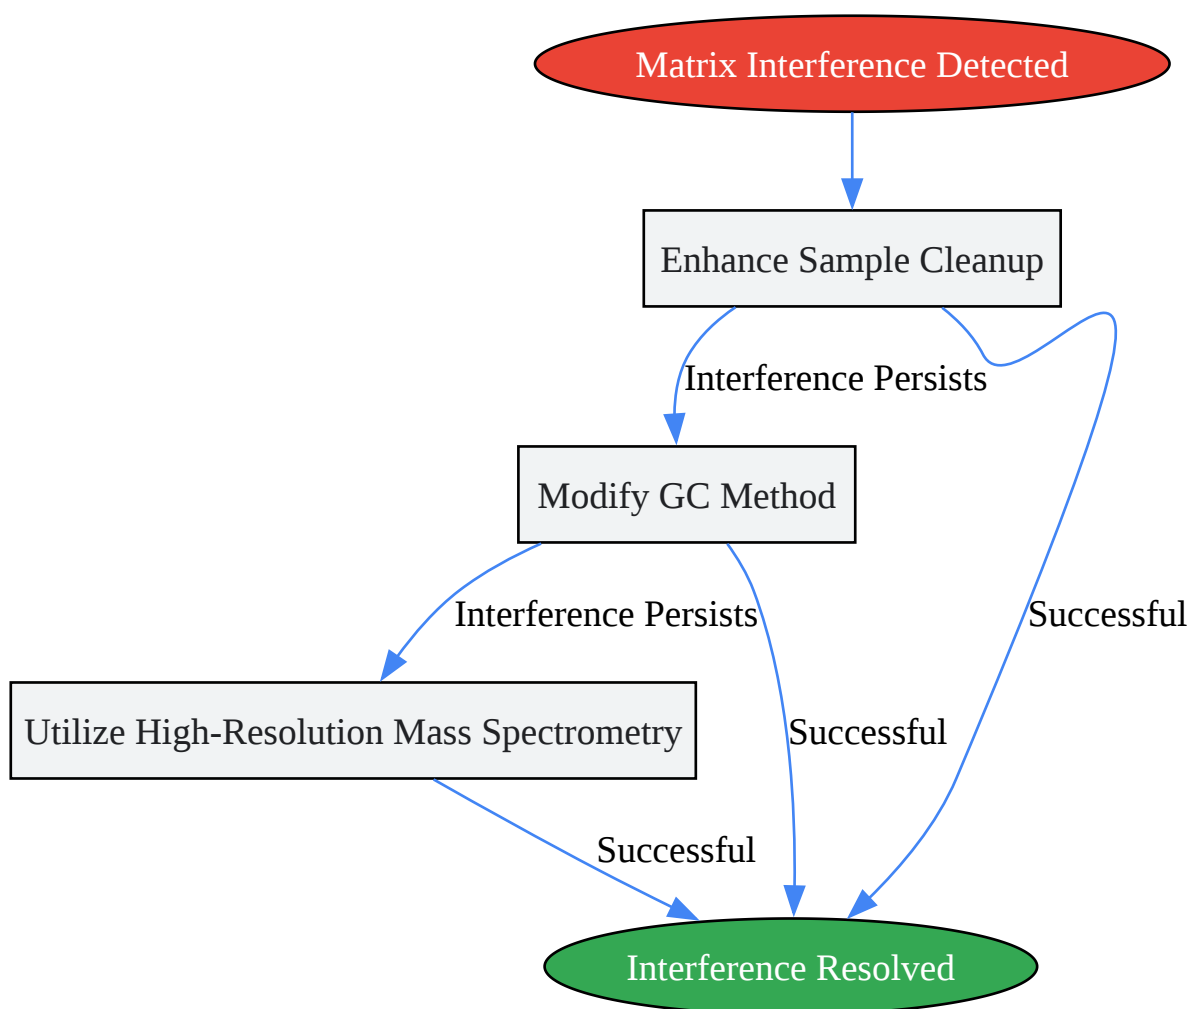 Matrix Interference Detected
Enhance Sample Cleanup
Interference Persists
Modify GC Method
Interference Persists
Successful
Utilize High-Resolution Mass Spectrometry
Successful
Successful
Interference Resolved